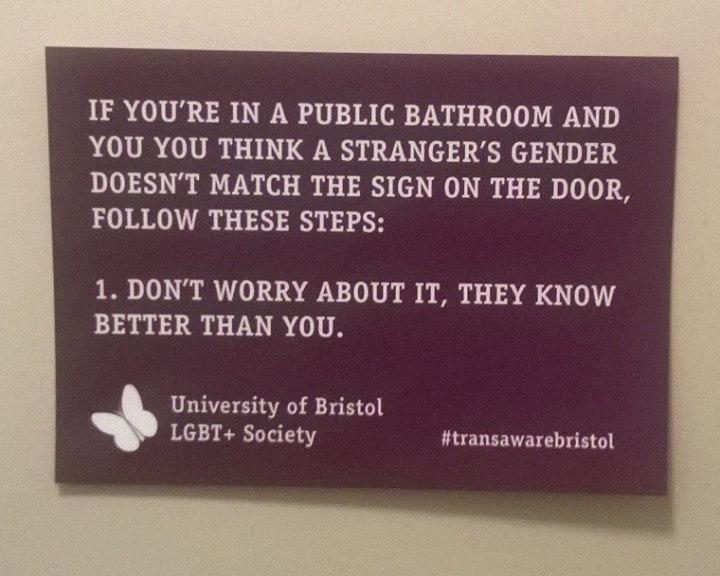 IF YOU'RE IN A PUBLIC BATHROOM AND
YOU YOU THINK A STRANGER'S GENDER
DOESN'T MATCH THE SIGN ON THE DOOR,
FOLLOW THESE STEPS:
1. DON'T WORRY ABOUT IT, THEY KNOW
BETTER THAN YOU.
University of Bristol
LGBT+ Society
#transawarebristol